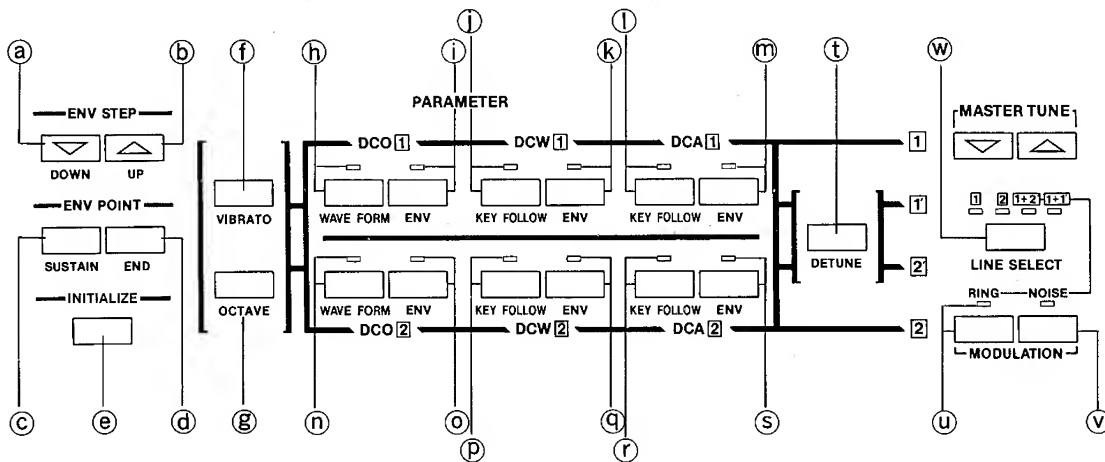 ⓙ ⓛ
ⓐ ⓑ ⓕ ⓗ ⓘ ⓚ ⓜ ⓣ ⓦ
PARAMETER
ENV STEP
MASTER TUNE
DCO 1 DCW 1 DCA 1 1
DOWN UP
1 2 1+2' 1+1'
VIBRATO WAVE FORM ENV KEY FOLLOW ENV KEY FOLLOW ENV 1'
ENV POINT
SUSTAIN END DETUNE 2' LINE SELECT
INITIALIZE
RING NOISE
OCTAVE WAVE FORM ENV KEY FOLLOW ENV KEY FOLLOW ENV
DCO 2 DCW 2 DCA 2 2
MODULATION
ⓒ ⓔ ⓓ ⓖ ⓝ ⓞ ⓠ ⓢ ⓤ ⓥ
ⓟ ⓡ